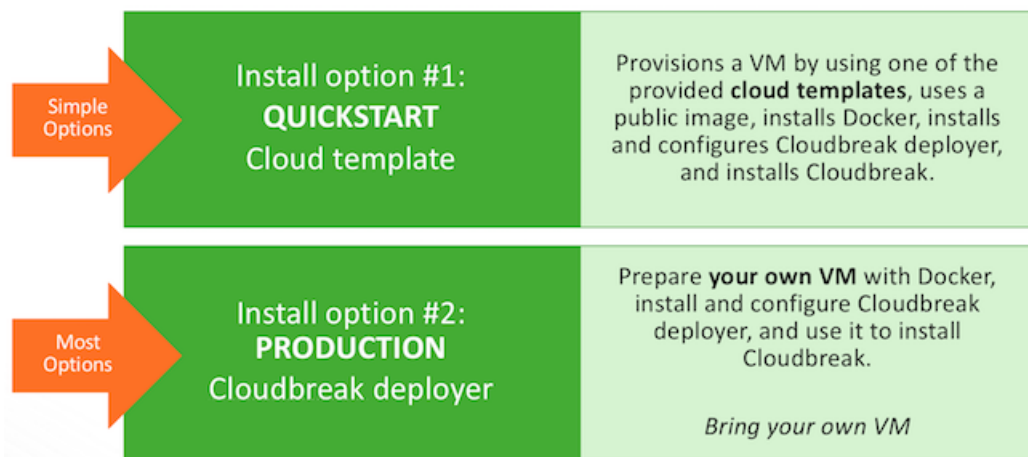 Simple
Options
Install option #1:
QUICKSTART
Cloud template
Provisions a VM by using one of the
provided cloud templates, uses a
public image, installs Docker, installs
and configures Cloudbreak deployer,
and installs Cloudbreak.
Most
Options
Install option #2:
PRODUCTION
Cloudbreak deployer
Prepare your own VM with Docker,
install and configure Cloudbreak
deployer, and use it to install
Cloudbreak.
Bring your own VM